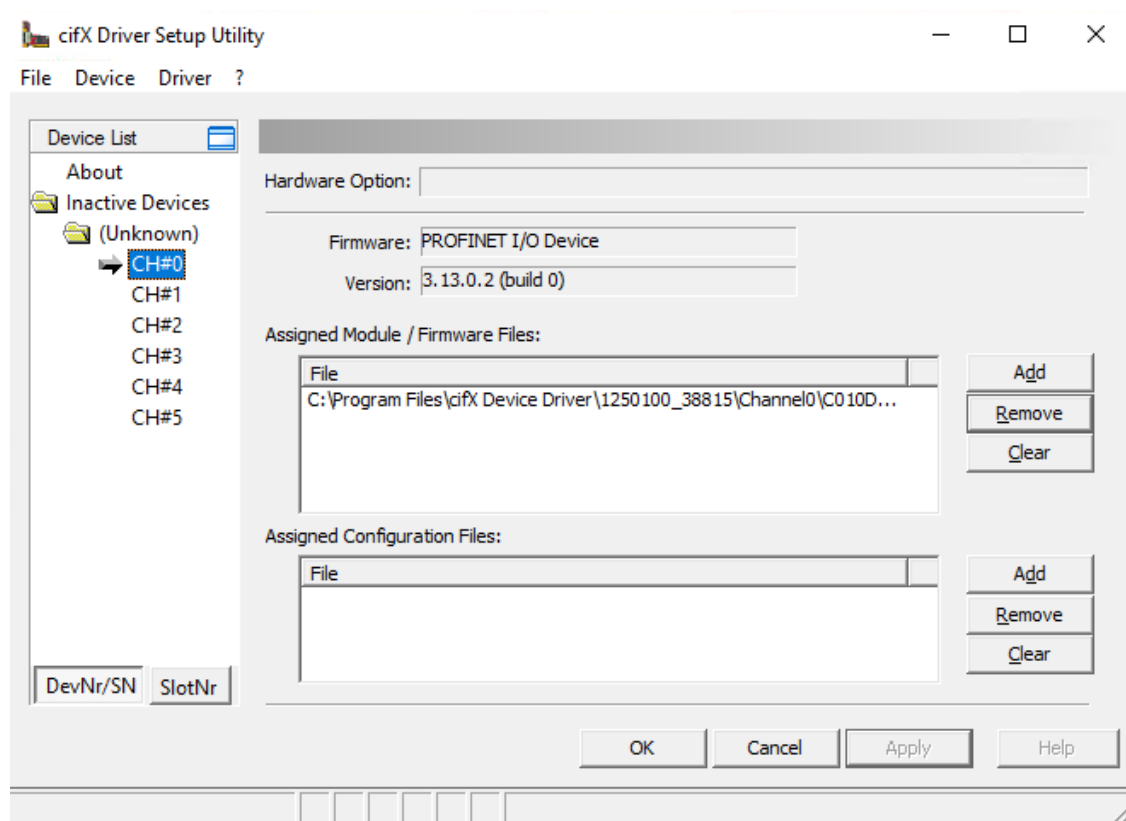 cifX Driver Setup Utility
File Device Driver ?
Device List
About
Inactive Devices
(Unknown)
CH#0
CH#1
CH#2
CH#3
CH#4
CH#5
DevNr/SN SlotNr
Hardware Option:
Firmware: PROFINET I/O Device
Version: 3.13.0.2 (build 0)
Assigned Module / Firmware Files:
File
C:\Program Files\cifX Device Driver\1250100_38815\Channel0\C010D...
Add
Remove
Clear
Assigned Configuration Files:
File
Add
Remove
Clear
OK Cancel Apply Help